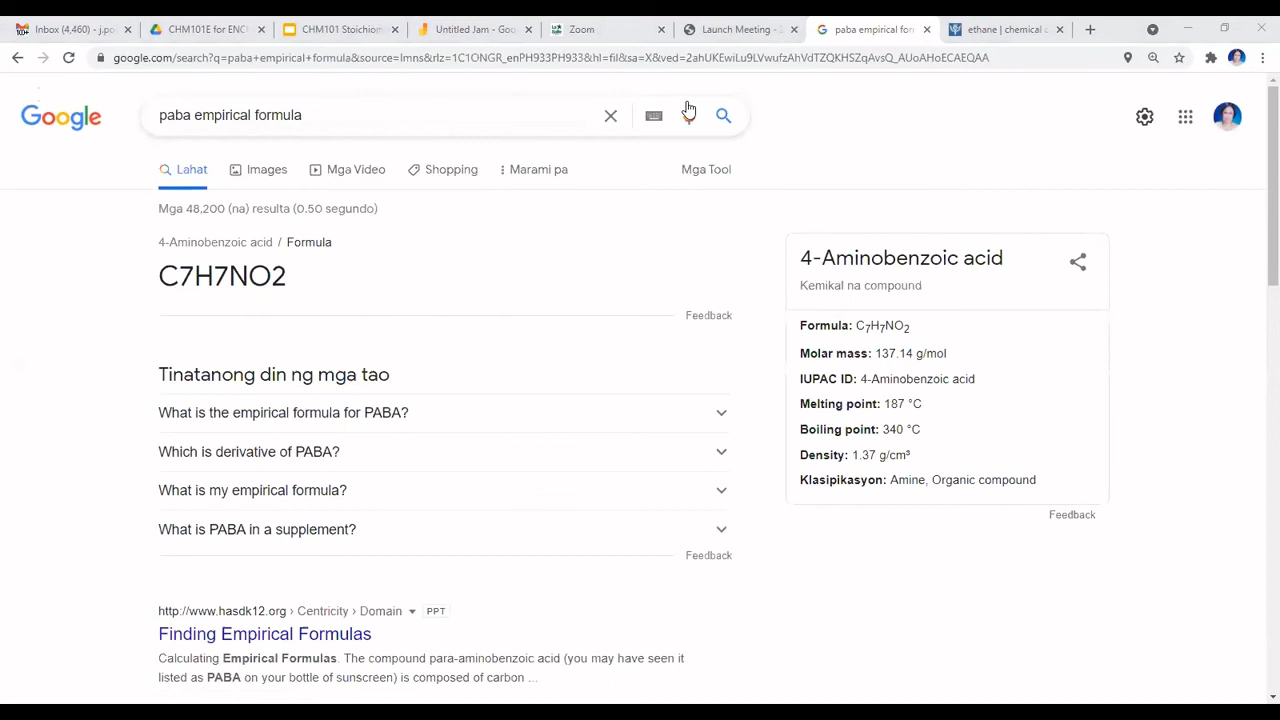 Inbox (4,460) - j.po
CHM101E for ENC
CHM101 Stoichiom
Untitled Jam - Goo
Zoom
Launch Meeting - Z
paba empirical for
ethane | chemical c
google.com/search?q=paba+empirical+formula&source=lmns&rlz=1C1ONGR_enPH933PH933&hl=fil&sa=X&ved=2ahUKEwiLu9LVwufzAhVdTZQKHSZqAvsQ_AUoAHoECAEQAA
Google
paba empirical formula
Lahat
Images
Mga Video
Shopping
Marami pa
Mga Tool
Mga 48,200 (na) resulta (0.50 segundo)
4-Aminobenzoic acid / Formula
C7H7NO2
Feedback
Tinatanong din ng mga tao
What is the empirical formula for PABA?
Which is derivative of PABA?
What is my empirical formula?
What is PABA in a supplement?
Feedback
http://www.hasdk12.org › Centricity › Domain PPT
Finding Empirical Formulas
Calculating Empirical Formulas. The compound para-aminobenzoic acid (you may have seen it
listed as PABA on your bottle of sunscreen) is composed of carbon ...
4-Aminobenzoic acid
Kemikal na compound
Formula: C₇H₇NO₂
Molar mass: 137.14 g/mol
IUPAC ID: 4-Aminobenzoic acid
Melting point: 187 °C
Boiling point: 340 °C
Density: 1.37 g/cm³
Klasipikasyon: Amine, Organic compound
Feedback